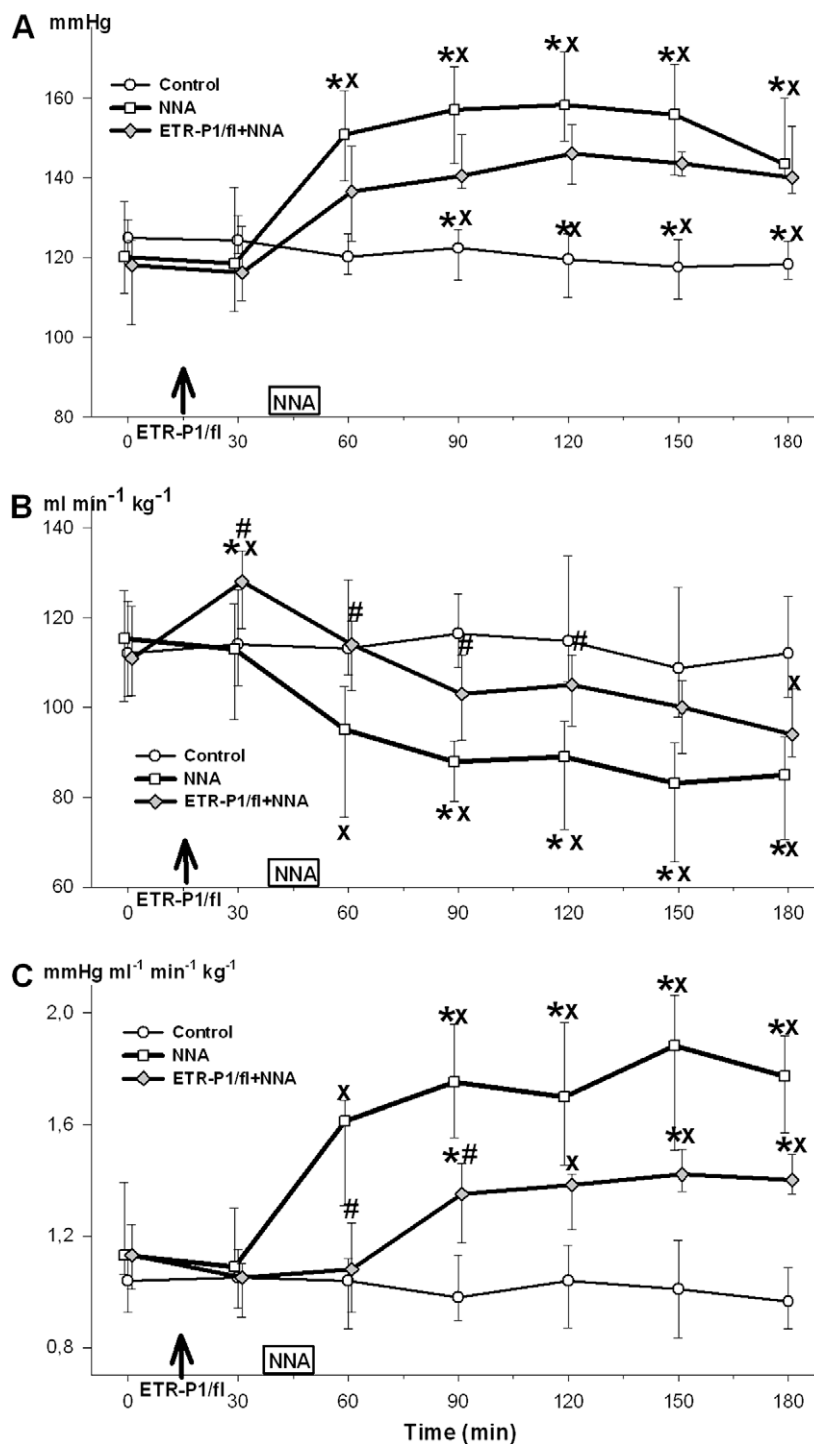 A mmHg
Control
NNA
ETR-P1/fl+NNA
*x *x *x *x *x
*x *x *x *x
160
140
120
100
80
NNA
0 30 60 90 120 150 180
ETR-P1/fl
B ml min⁻¹ kg⁻¹
140
#
*x
#
# #
x
120
100
80
60
Control
NNA
ETR-P1/fl+NNA
x *x *x *x *x
NNA
0 30 60 90 120 150 180
ETR-P1/fl
C mmHg ml⁻¹ min⁻¹ kg⁻¹
2,0
Control
NNA
ETR-P1/fl+NNA
x *x *x *x *x
1,6
# *# x *x *x
1,2
0,8
NNA
0 30 60 90 120 150 180
ETR-P1/fl
Time (min)